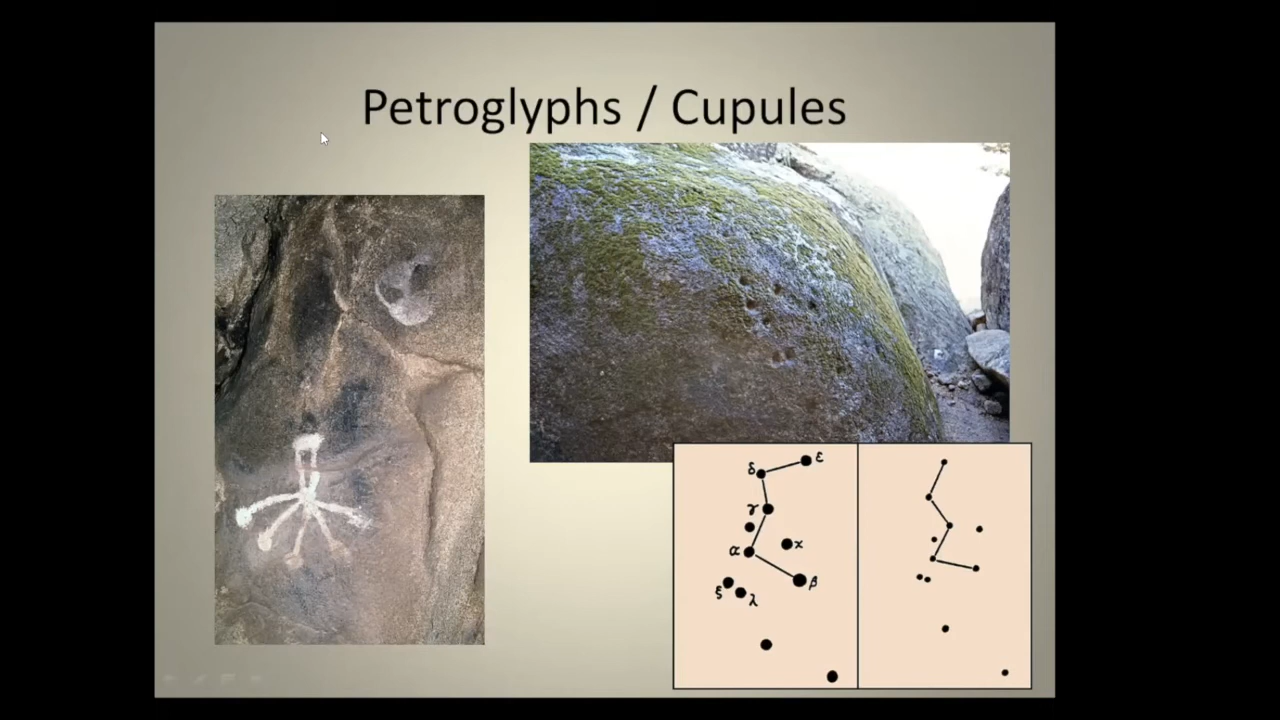 Petroglyphs / Cupules
δ ε
γ
α x
β
ξ λ